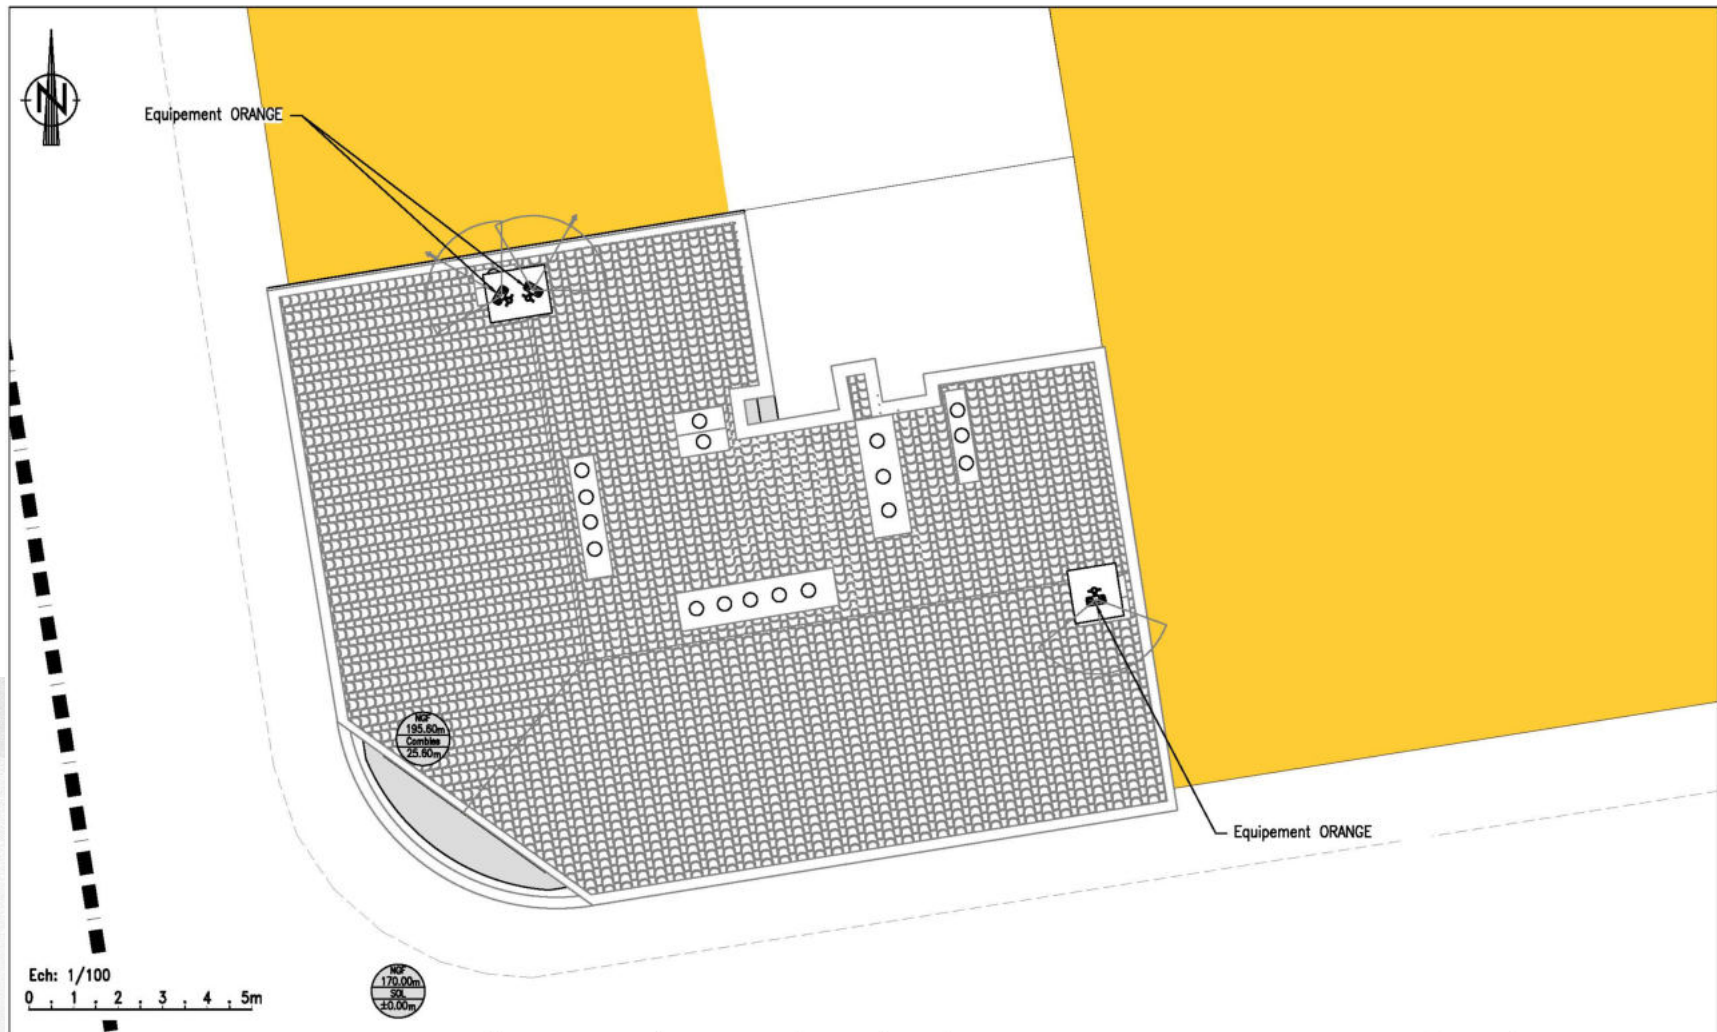 N
Equipement ORANGE
NGF
195.60m
Combles
25.60m
Equipement ORANGE
Ech: 1/100
0 1 2 3 4 5m
NGF
170.00m
SOL
±0.00m